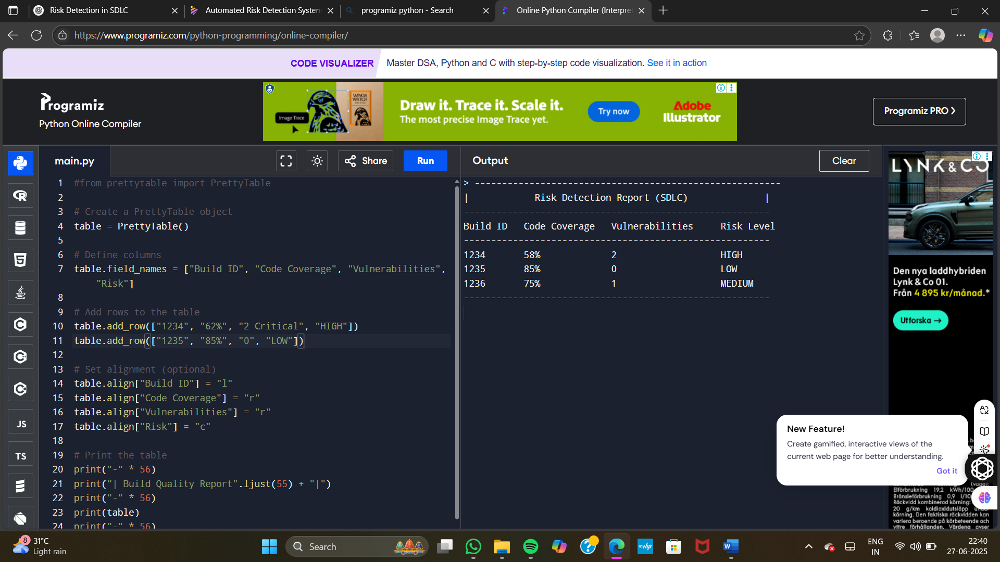 Risk Detection in SDLC
Automated Risk Detection System
programiz python - Search
Online Python Compiler (Interpret
https://www.programiz.com/python-programming/online-compiler/
CODE VISUALIZER
Master DSA, Python and C with step-by-step code visualization. See it in action
Programiz
Python Online Compiler
Image Trace
WINGS
WATCH
Draw it. Trace it. Scale it.
The most precise Image Trace yet.
Try now
Adobe
Illustrator
Programiz PRO ❯
main.py
Share
Run
Output
Clear
1 #from prettytable import PrettyTable
2
3 # Create a PrettyTable object
4 table = PrettyTable()
5
6 # Define columns
7 table.field_names = ["Build ID", "Code Coverage", "Vulnerabilities",
"Risk"]
8
9 # Add rows to the table
10 table.add_row(["1234", "62%", "2 Critical", "HIGH"])
11 table.add_row(["1235", "85%", "0", "LOW"])
12
13 # Set alignment (optional)
14 table.align["Build ID"] = "l"
15 table.align["Code Coverage"] = "r"
16 table.align["Vulnerabilities"] = "r"
17 table.align["Risk"] = "c"
18
19 # Print the table
20 print("-" * 56)
21 print("| Build Quality Report".ljust(55) + "|")
22 print("-" * 56)
23 print(table)
24 print("-" * 56)
> --------------------------------------------------------
|            Risk Detection Report (SDLC)              |
--------------------------------------------------------
Build ID   Code Coverage   Vulnerabilities     Risk Level
--------------------------------------------------------
1234       58%             2                   HIGH
1235       85%             0                   LOW
1236       75%             1                   MEDIUM
--------------------------------------------------------
LYNK & CO
Den nya laddhybriden
Lynk & Co 01.
Från 4 895 kr/månad.*
Utforska →
New Feature!
Create gamified, interactive views of the
current web page for better understanding.
Got it
Elförbrukning 19,2 kWh/100
Bränsleförbrukning 0,9 l/10
Räckvidd kombinerad körning:
20 g/km koldioxidutsläpp under
körning. Den faktiska räckvidden kan
variera beroende på körbeteende och
yttre förhållanden. Värdena avser
JS
TS
8
31°C
Light rain
Search
myhp
ENG
IN
22:40
27-06-2025